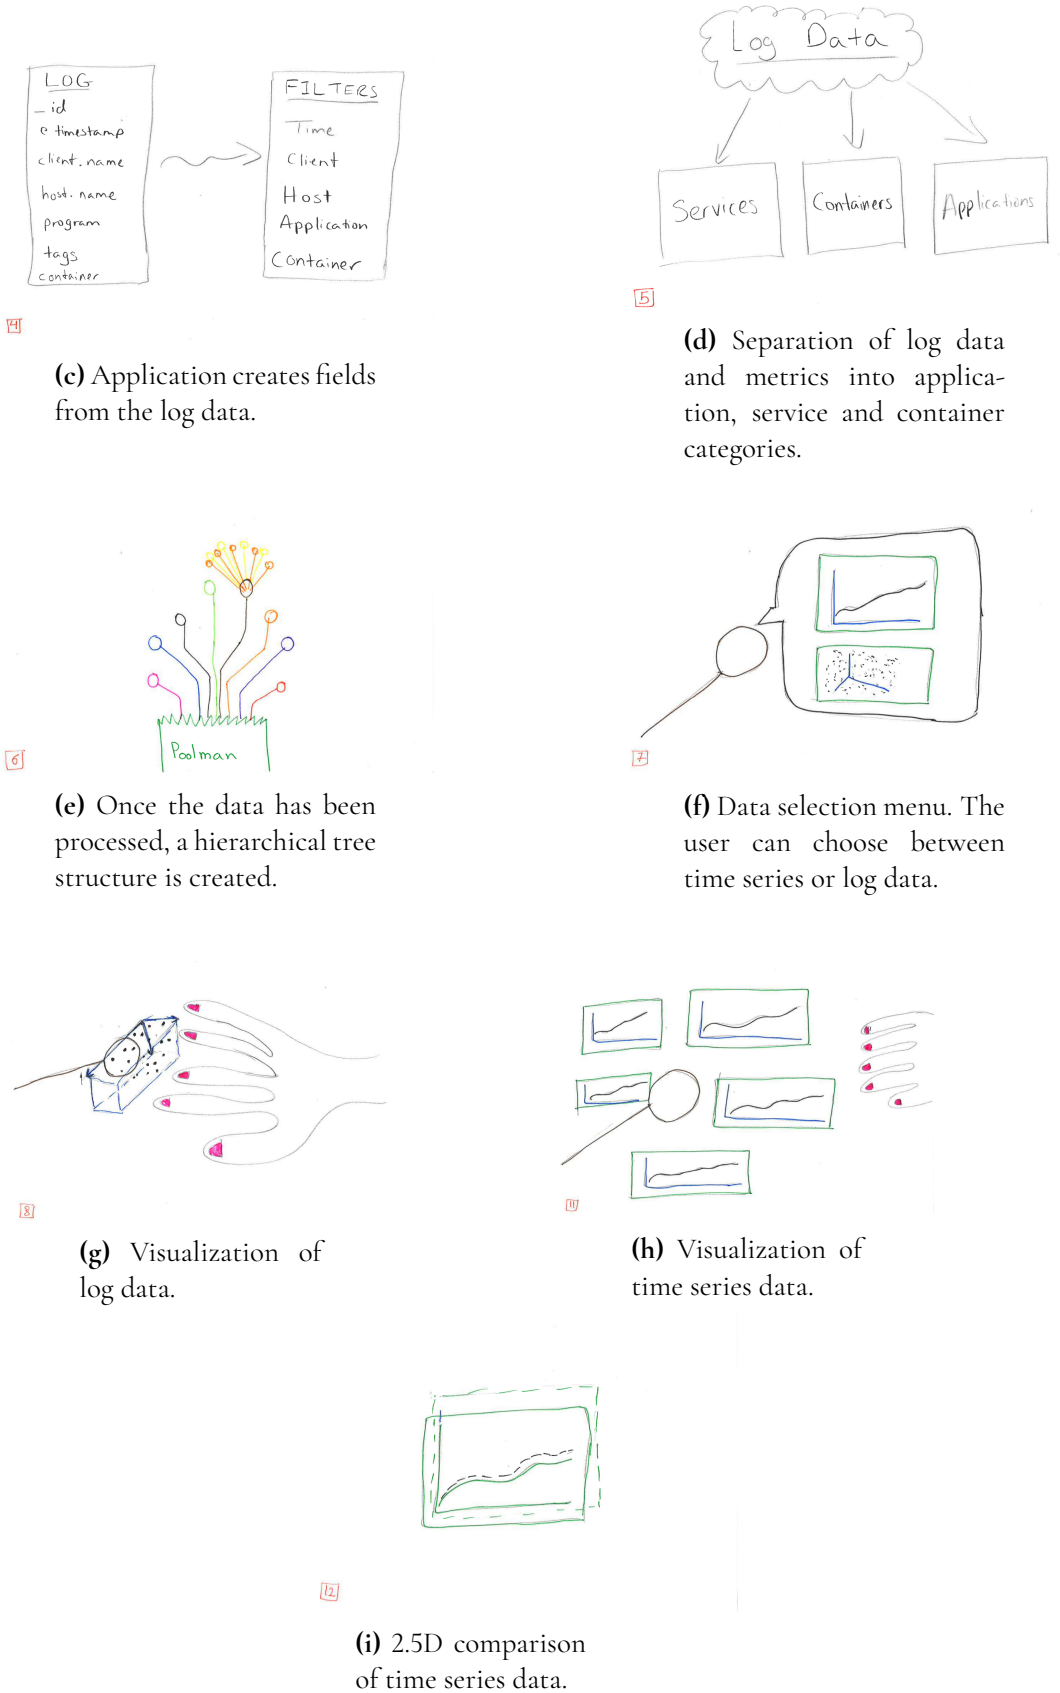 LOG
_id
@timestamp
client.name
host.name
program
tags
container
FILTERS
Time
Client
Host
Application
Container
4
(c) Application creates fields
from the log data.
Log Data
Services
Containers
Applications
5
(d) Separation of log data
and metrics into applica-
tion, service and container
categories.
Poolman
6
(e) Once the data has been
processed, a hierarchical tree
structure is created.
7
(f) Data selection menu. The
user can choose between
time series or log data.
8
(g) Visualization of
log data.
11
(h) Visualization of
time series data.
12
(i) 2.5D comparison
of time series data.